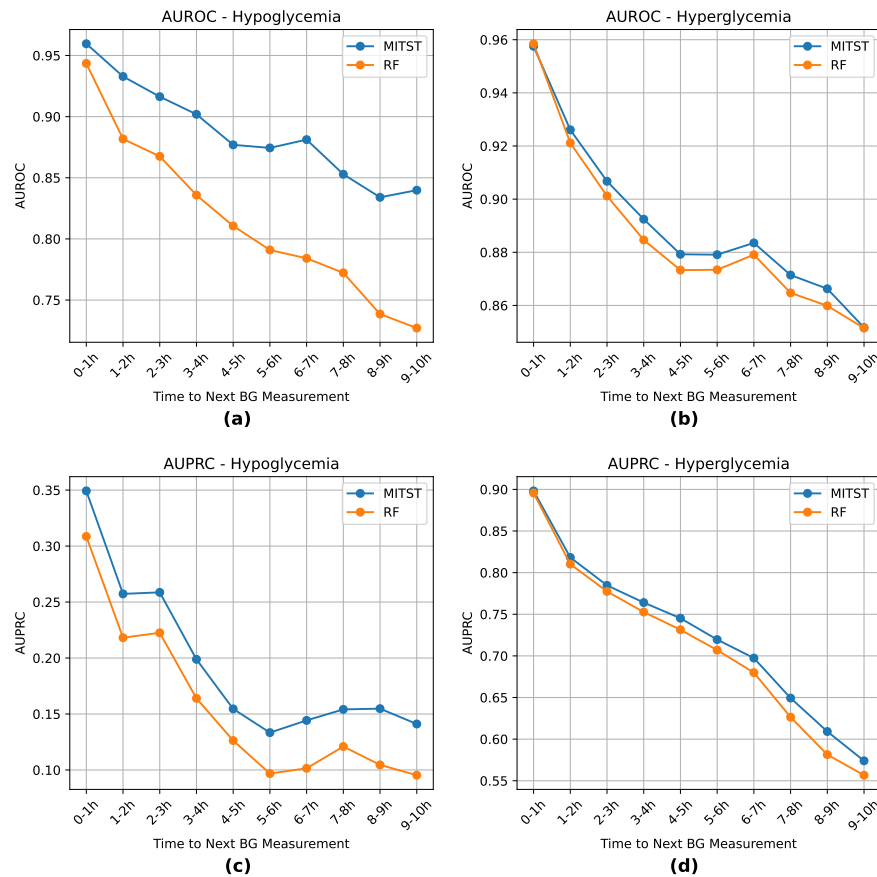 AUROC - Hypoglycemia
0.95
0.90
0.85
0.80
0.75
AUROC
MITST
RF
0-1h 1-2h 2-3h 3-4h 4-5h 5-6h 6-7h 7-8h 8-9h 9-10h
Time to Next BG Measurement
(a)
AUROC - Hyperglycemia
0.96
0.94
0.92
0.90
0.88
0.86
AUROC
MITST
RF
0-1h 1-2h 2-3h 3-4h 4-5h 5-6h 6-7h 7-8h 8-9h 9-10h
Time to Next BG Measurement
(b)
AUPRC - Hypoglycemia
0.35
0.30
0.25
0.20
0.15
0.10
AUPRC
MITST
RF
0-1h 1-2h 2-3h 3-4h 4-5h 5-6h 6-7h 7-8h 8-9h 9-10h
Time to Next BG Measurement
(c)
AUPRC - Hyperglycemia
0.90
0.85
0.80
0.75
0.70
0.65
0.60
0.55
AUPRC
MITST
RF
0-1h 1-2h 2-3h 3-4h 4-5h 5-6h 6-7h 7-8h 8-9h 9-10h
Time to Next BG Measurement
(d)